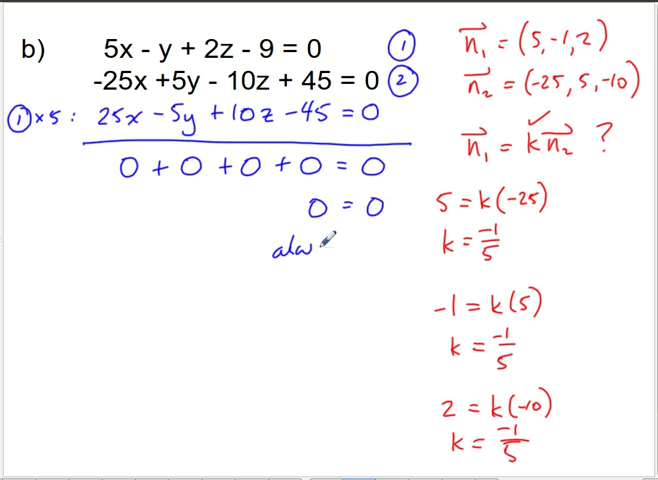 b) 5x - y + 2z - 9 = 0 ①
-25x +5y - 10z + 45 = 0 ②
① x 5 : 25x - 5y + 10z - 45 = 0
0 + 0 + 0 + 0 = 0
0 = 0
alw
n₁ = (5, -1, 2)
n₂ = (-25, 5, -10)
n₁ = k n₂ ?
✓
5 = k(-25)
k = -1/5
-1 = k(5)
k = -1/5
2 = k(-10)
k = -1/5